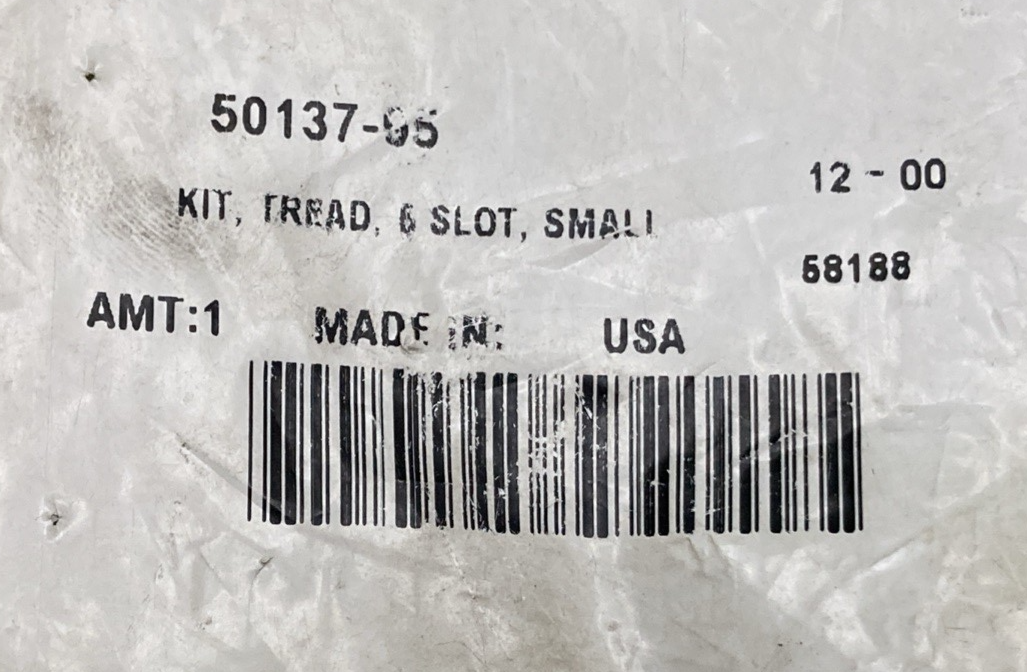 50137-95
12 - 00
KIT, TREAD, 6 SLOT, SMALL
58188
AMT:1 MADE IN: USA